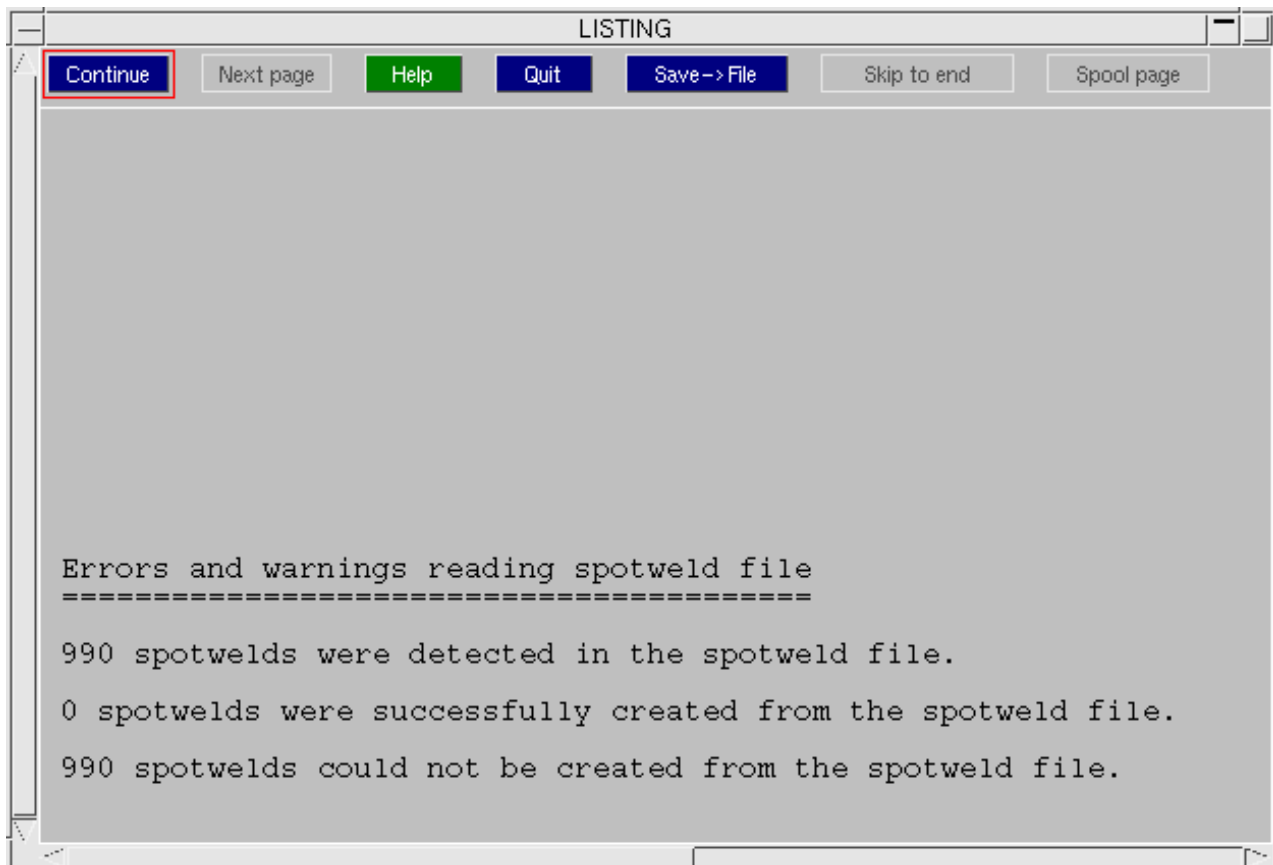 LISTING
Continue Next page Help Quit Save->File Skip to end Spool page
Errors and warnings reading spotweld file
=========================================
990 spotwelds were detected in the spotweld file.
0 spotwelds were successfully created from the spotweld file.
990 spotwelds could not be created from the spotweld file.